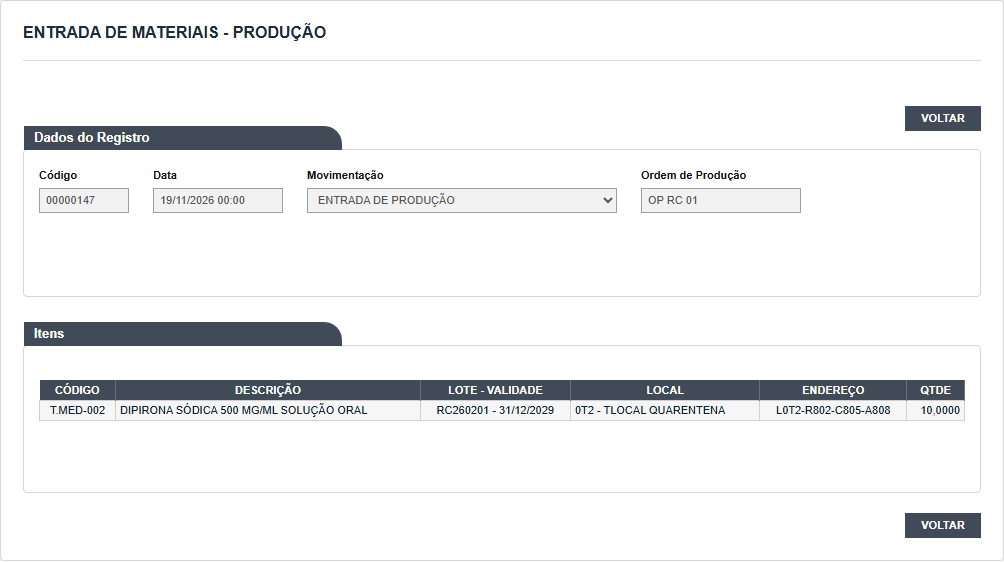 ENTRADA DE MATERIAIS - PRODUÇÃO
VOLTAR
Dados do Registro
Código Data Movimentação Ordem de Produção
00000147 19/11/2026 00:00 ENTRADA DE PRODUÇÃO OP RC 01
Itens
CÓDIGO DESCRIÇÃO LOTE - VALIDADE LOCAL ENDEREÇO QTDE
T.MED-002 DIPIRONA SÓDICA 500 MG/ML SOLUÇÃO ORAL RC260201 - 31/12/2029 0T2 - TLOCAL QUARENTENA L0T2-R802-C805-A808 10,0000
VOLTAR